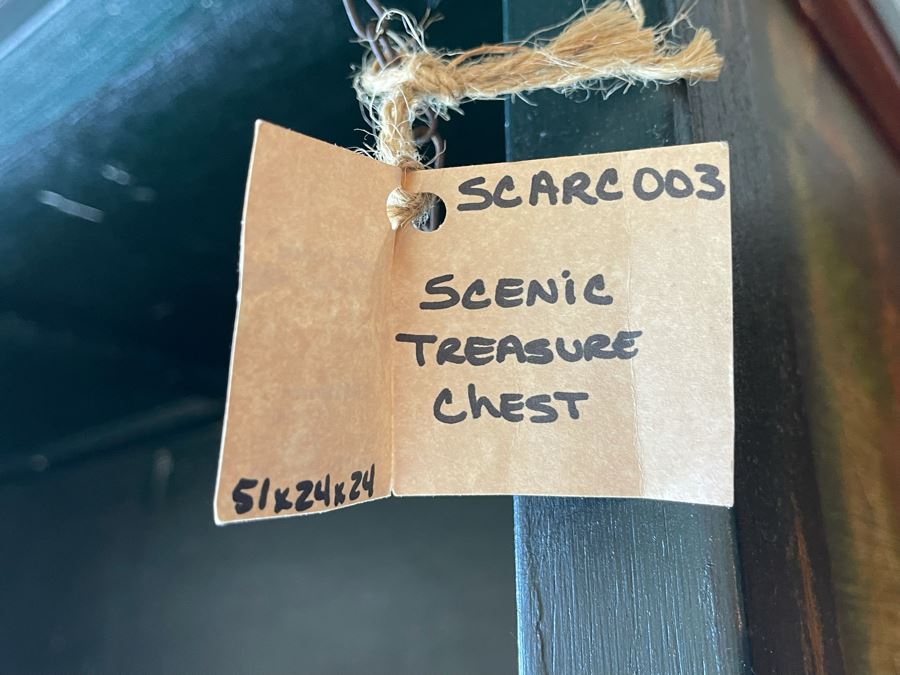 SCARC003
SCENiC
TREASURE
ChEST
51x24x24